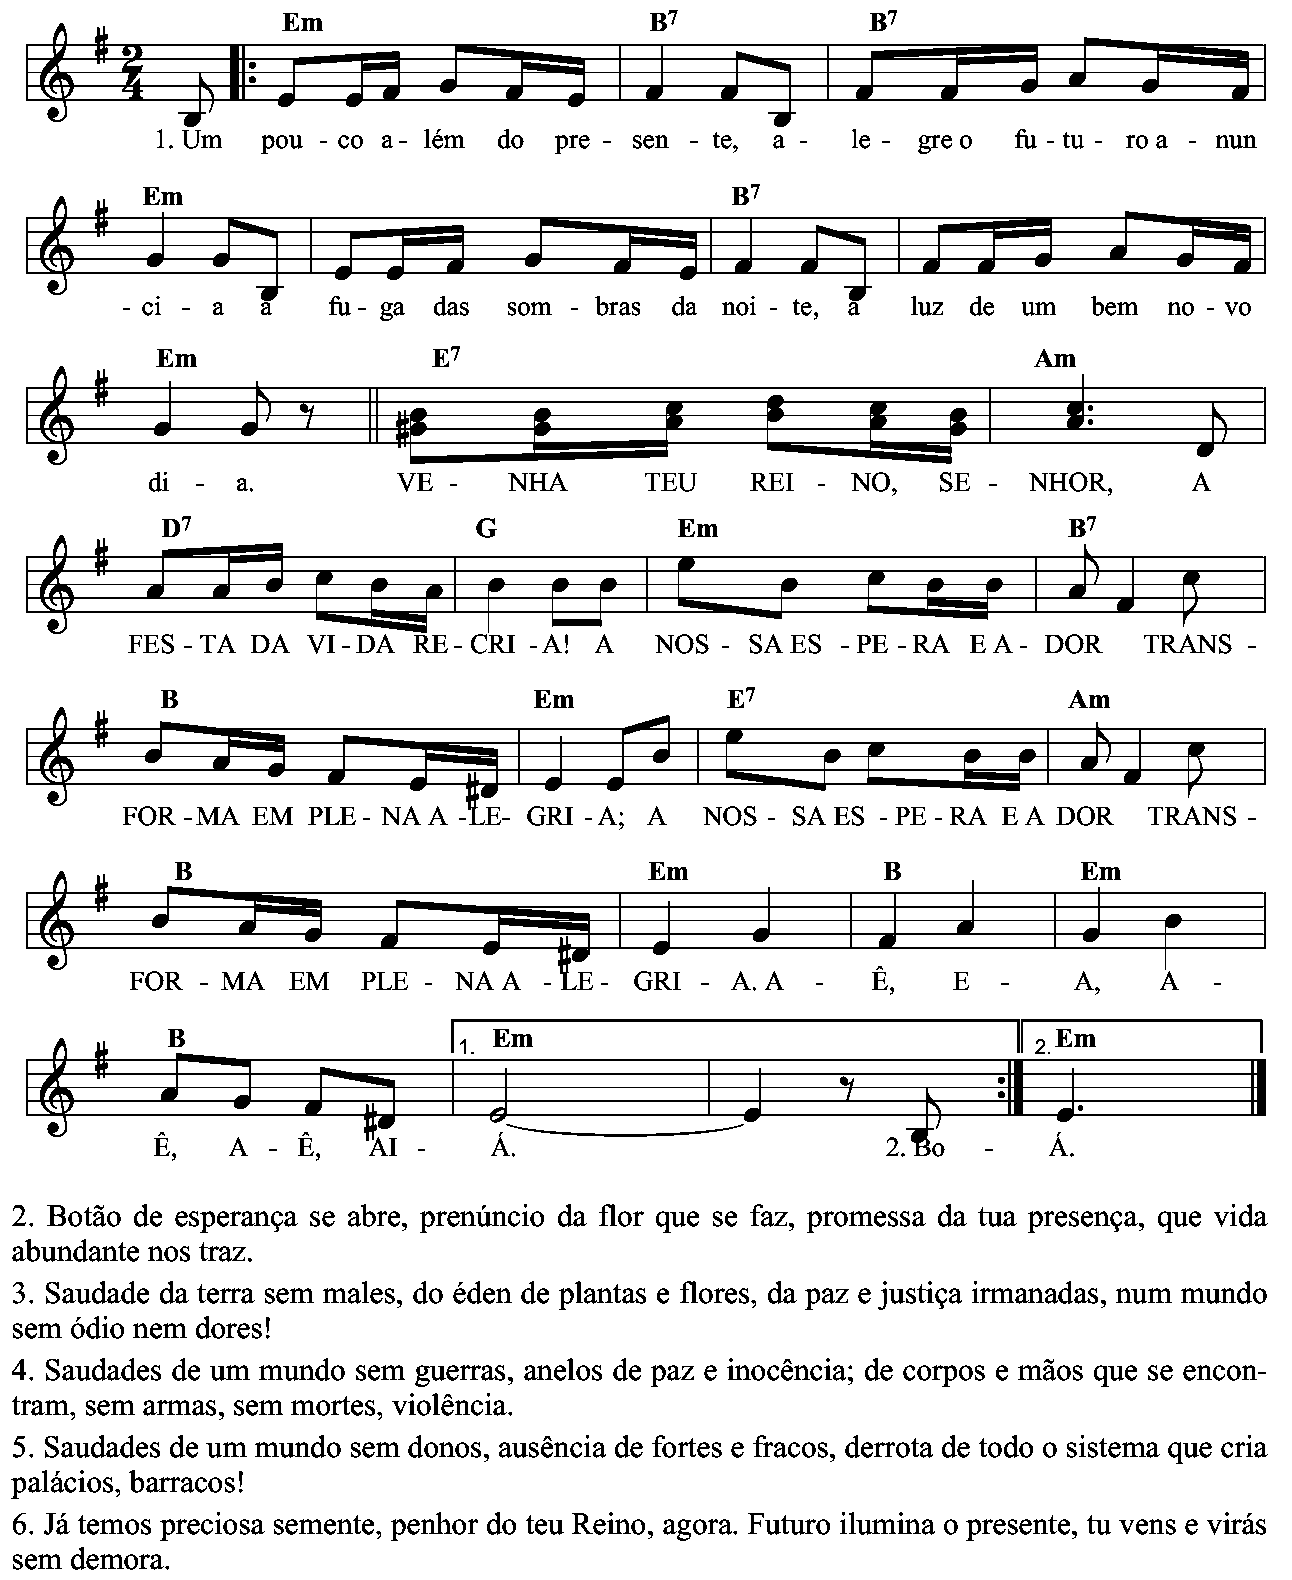 Em B7 B7
1. Um pou - co a - lém do pre - sen - te, a - le - gre o fu - tu - ro a - nun
Em B7
- ci - a a fu - ga das som - bras da noi - te, a luz de um bem no - vo
Em E7 Am
di - a. VE - NHA TEU REI - NO, SE - NHOR, A
D7 G Em B7
FES - TA DA VI - DA RE - CRI - A! A NOS - SA ES - PE - RA E A - DOR TRANS -
B Em E7 Am
FOR - MA EM PLE - NA A - LE - GRI - A; A NOS - SA ES - PE - RA E A DOR TRANS -
B Em B Em
FOR - MA EM PLE - NA A - LE - GRI - A. A - Ê, E - A, A -
B 1. Em 2. Em
Ê, A - Ê, AI - Á. 2. Bo - Á.
2. Botão de esperança se abre, prenúncio da flor que se faz, promessa da tua presença, que vida
abundante nos traz.
3. Saudade da terra sem males, do éden de plantas e flores, da paz e justiça irmanadas, num mundo
sem ódio nem dores!
4. Saudades de um mundo sem guerras, anelos de paz e inocência; de corpos e mãos que se encon-
tram, sem armas, sem mortes, violência.
5. Saudades de um mundo sem donos, ausência de fortes e fracos, derrota de todo o sistema que cria
palácios, barracos!
6. Já temos preciosa semente, penhor do teu Reino, agora. Futuro ilumina o presente, tu vens e virás
sem demora.